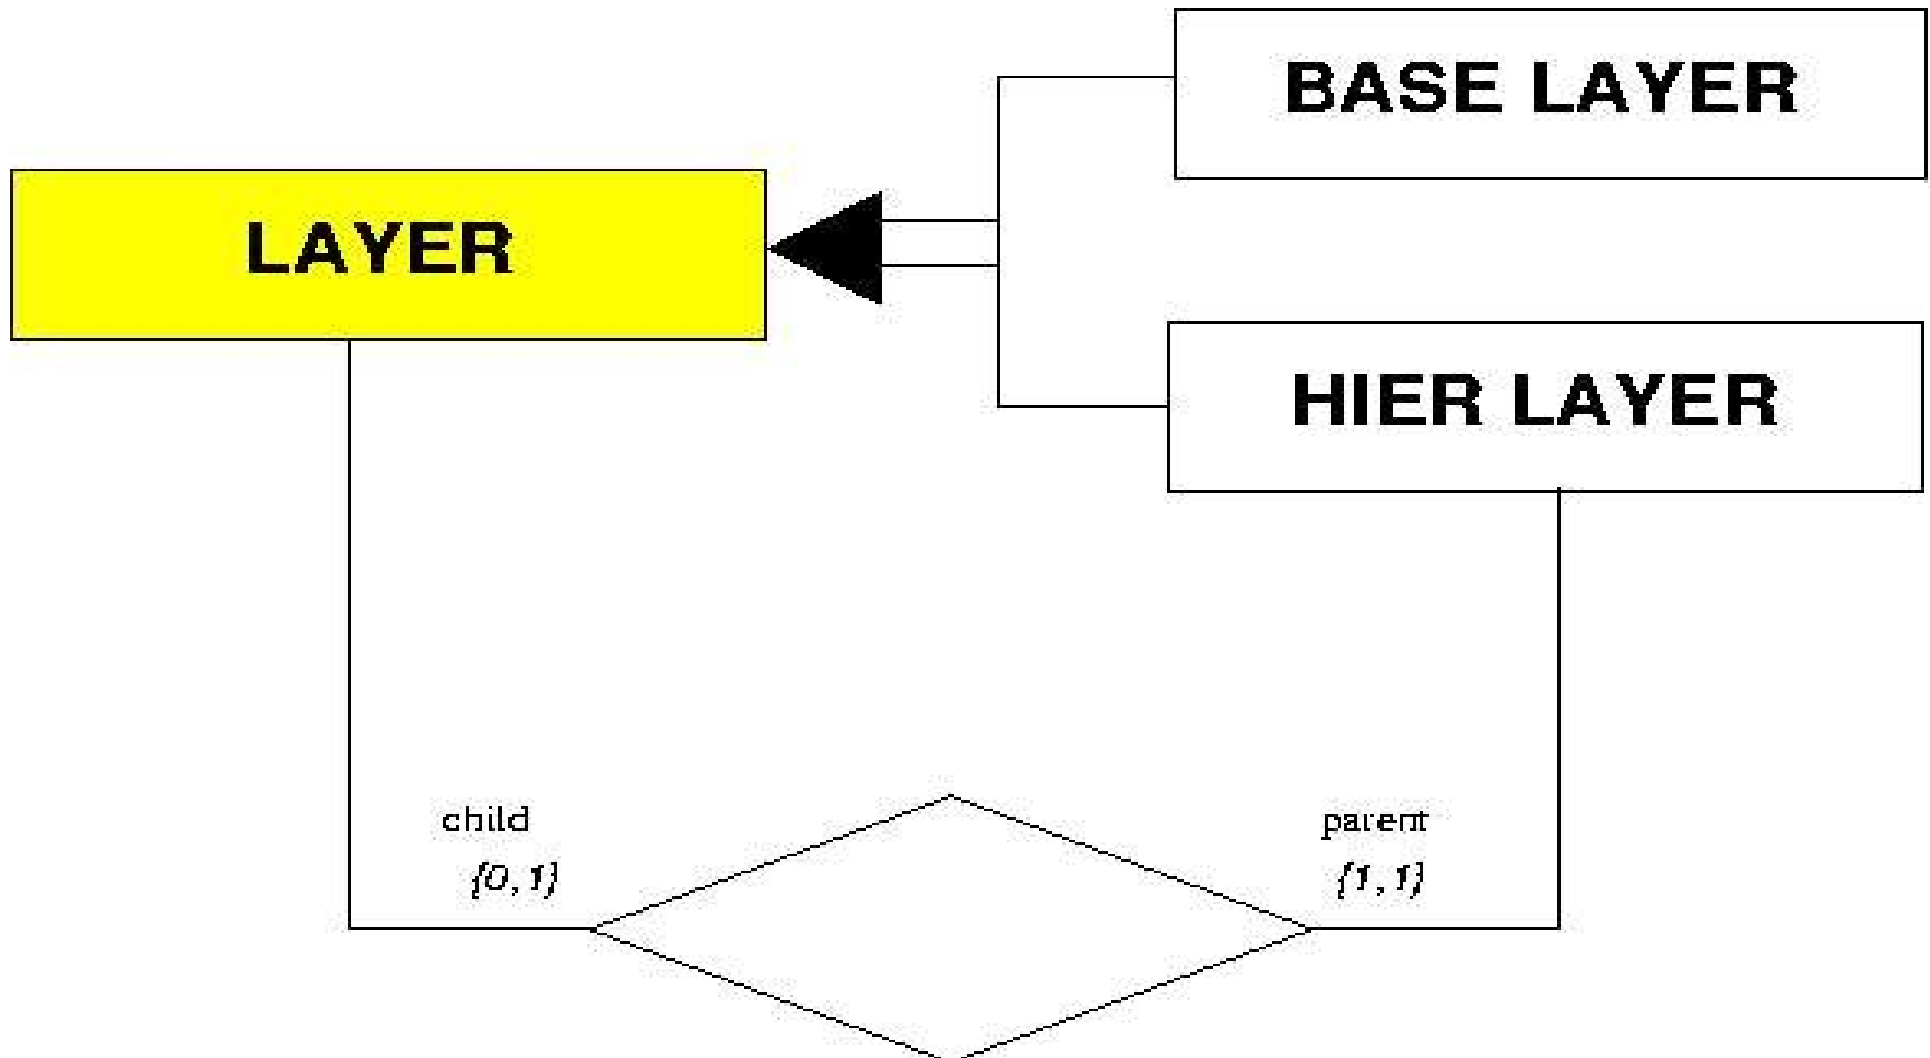 BASE LAYER
LAYER
HIER LAYER
child
{0,1}
parent
{1,1}